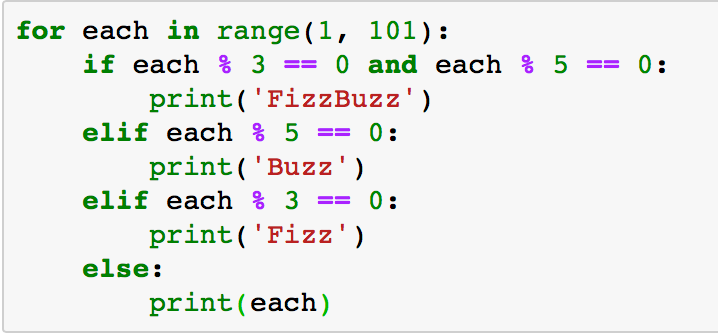 for each in range(1, 101):
    if each % 3 == 0 and each % 5 == 0:
        print('FizzBuzz')
    elif each % 5 == 0:
        print('Buzz')
    elif each % 3 == 0:
        print('Fizz')
    else:
        print(each)